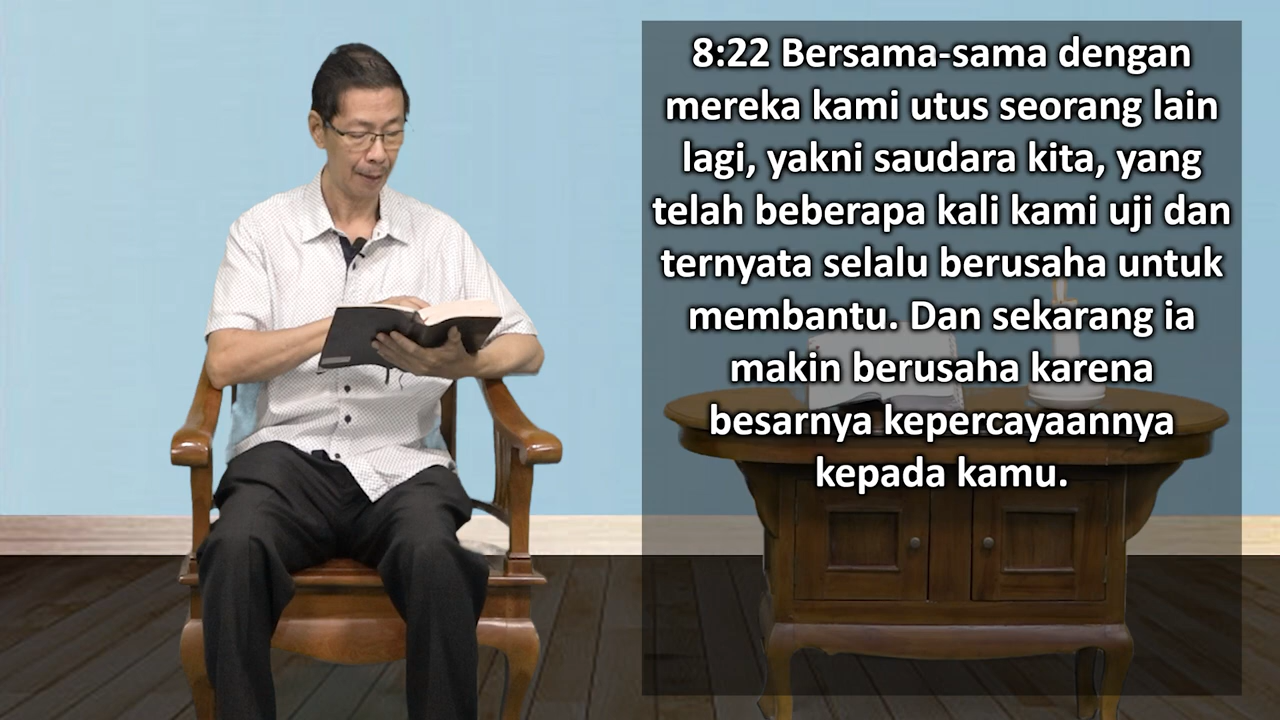 8:22 Bersama-sama dengan
mereka kami utus seorang lain
lagi, yakni saudara kita, yang
telah beberapa kali kami uji dan
ternyata selalu berusaha untuk
membantu. Dan sekarang ia
makin berusaha karena
besarnya kepercayaannya
kepada kamu.